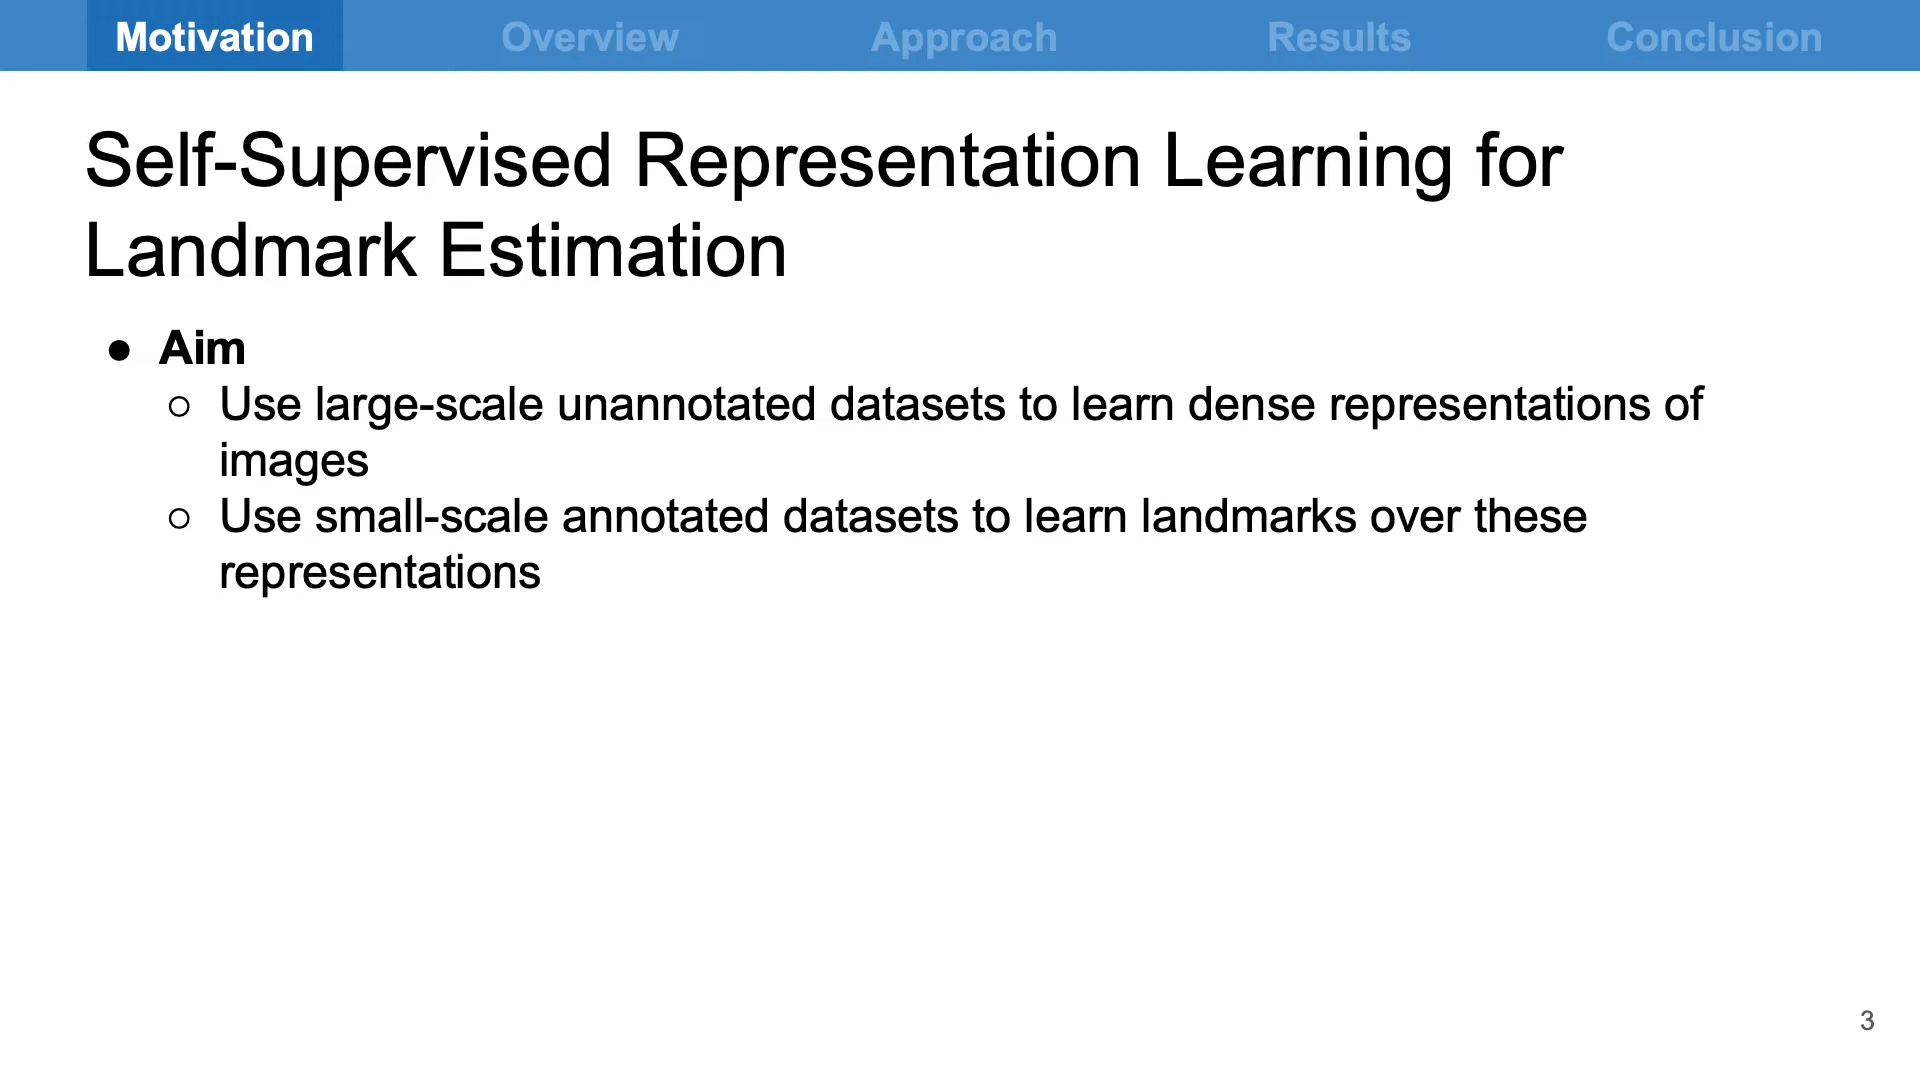 Motivation Overview Approach Results Conclusion
Self-Supervised Representation Learning for
Landmark Estimation
● Aim
○ Use large-scale unannotated datasets to learn dense representations of
images
○ Use small-scale annotated datasets to learn landmarks over these
representations
3